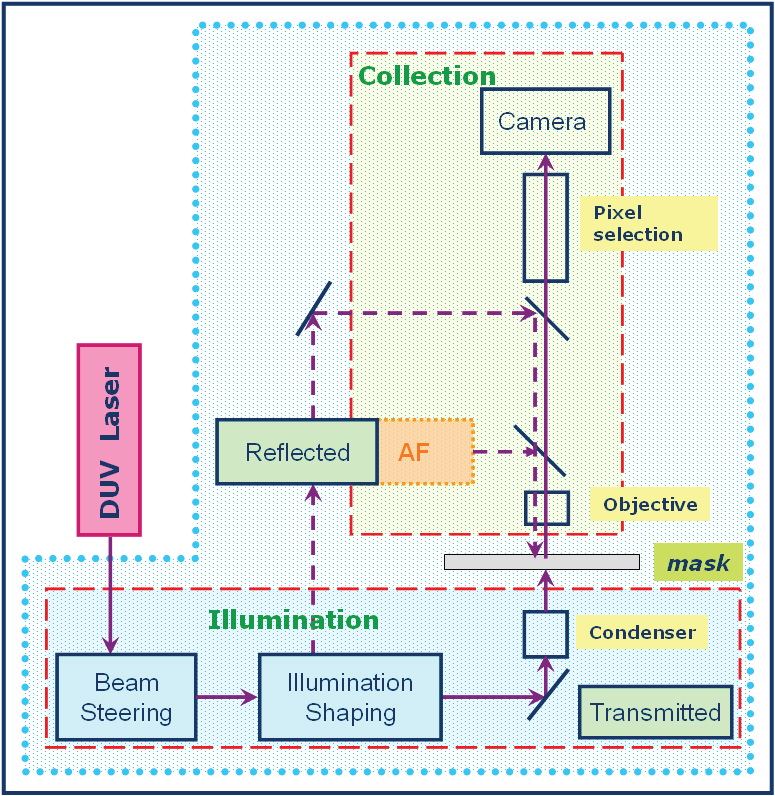 Collection
Camera
Pixel
selection
DUV Laser
Reflected
AF
Objective
mask
Illumination
Condenser
Beam
Steering
Illumination
Shaping
Transmitted